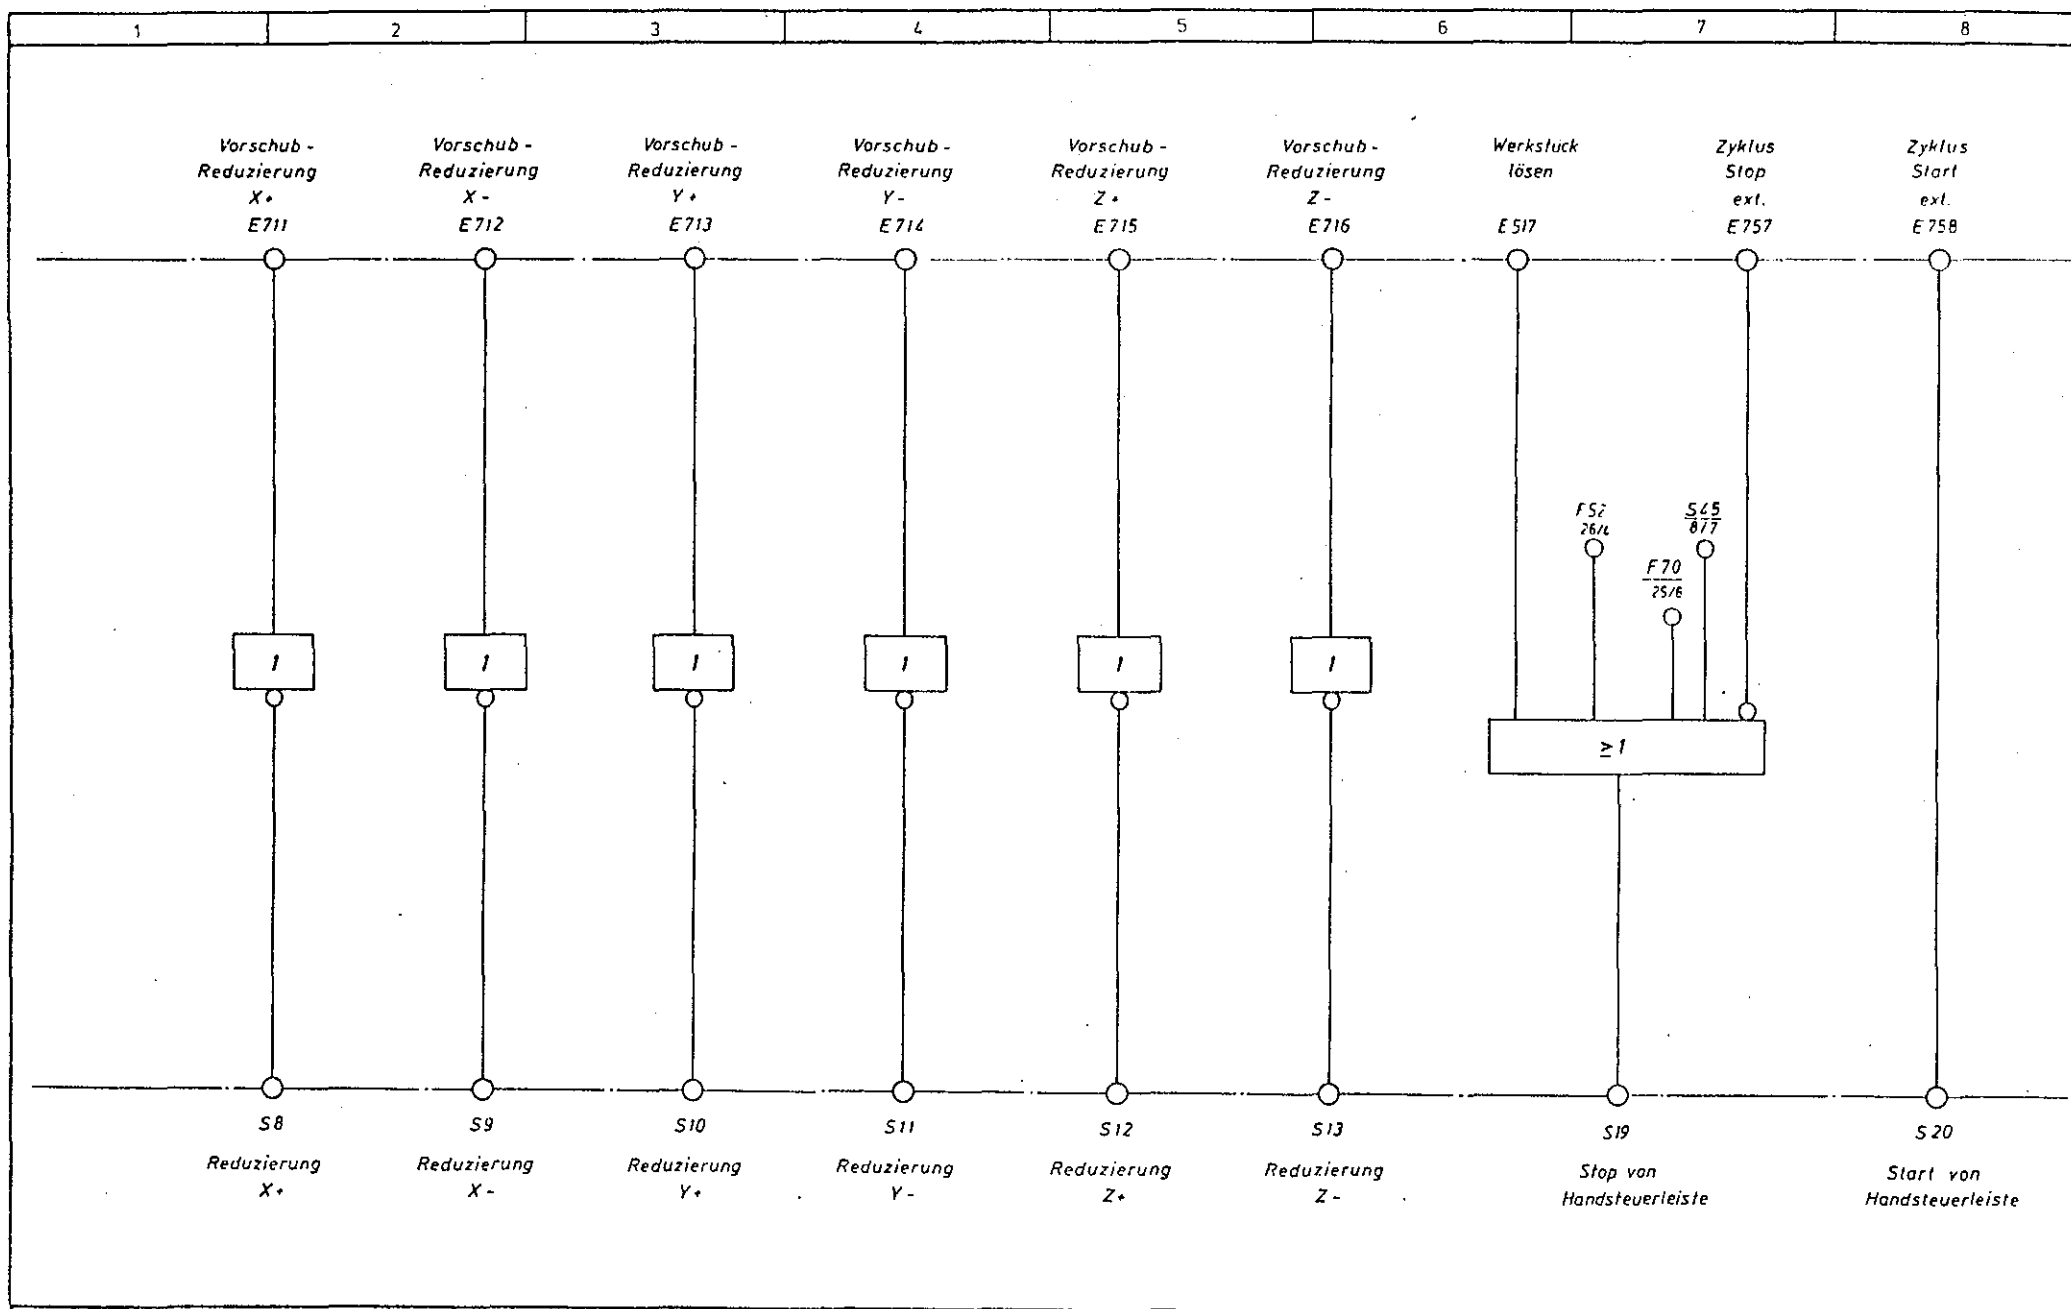 1 2 3 4 5 6 7 8
Vorschub - Vorschub - Vorschub - Vorschub - Vorschub - Vorschub - Werkstuck Zyklus Zyklus
Reduzierung Reduzierung Reduzierung Reduzierung Reduzierung Reduzierung lösen Stop Start
X+ X- Y+ Y- Z+ Z- ext. ext.
E711 E712 E713 E714 E715 E716 E517 E757 E758
F52 S45
8/7
F70
25/6
1 1 1 1 1 1
≥1
S8 S9 S10 S11 S12 S13 S19 S20
Reduzierung Reduzierung Reduzierung Reduzierung Reduzierung Reduzierung Stop von Start von
X+ X- Y+ Y- Z+ Z- Handsteuerleiste Handsteuerleiste